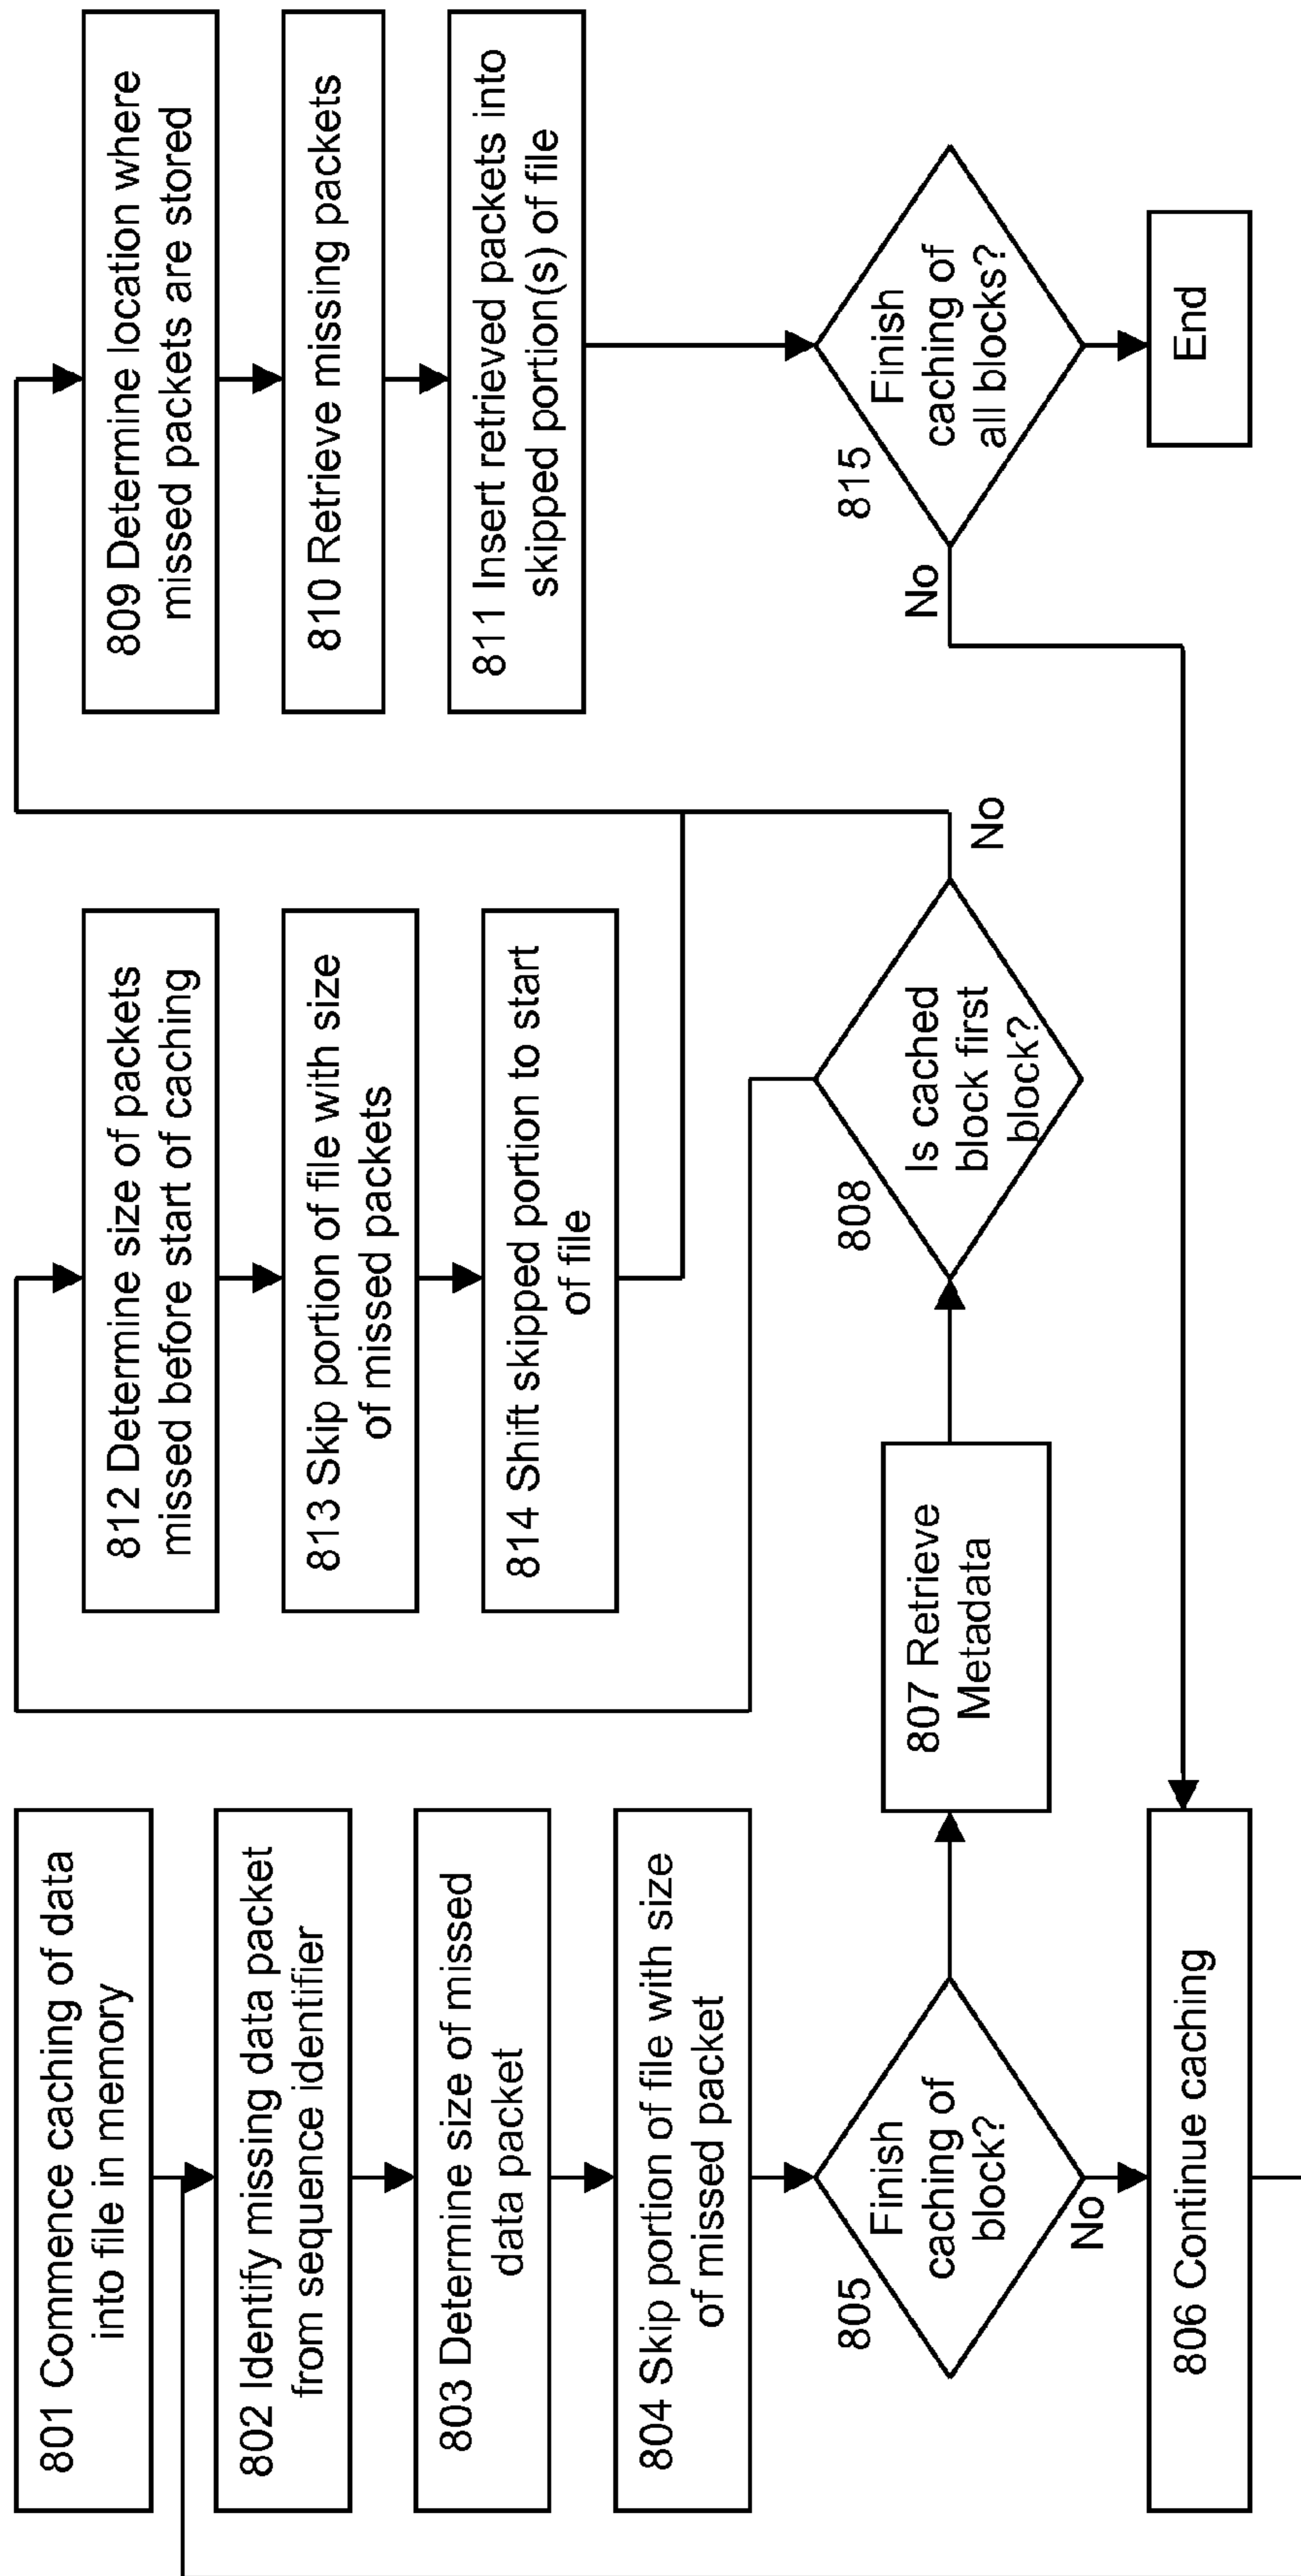 801 Commence caching of data
into file in memory
802 Identify missing data packet
from sequence identifier
803 Determine size of missed
data packet
804 Skip portion of file with size
of missed packet
805
Finish
caching of
block?
No
806 Continue caching
807 Retrieve
Metadata
808
Is cached
block first
block?
No
812 Determine size of packets
missed before start of caching
813 Skip portion of file with size
of missed packets
814 Shift skipped portion to start
of file
809 Determine location where
missed packets are stored
810 Retrieve missing packets
811 Insert retrieved packets into
skipped portion(s) of file
815
Finish
caching of
all blocks?
No
End